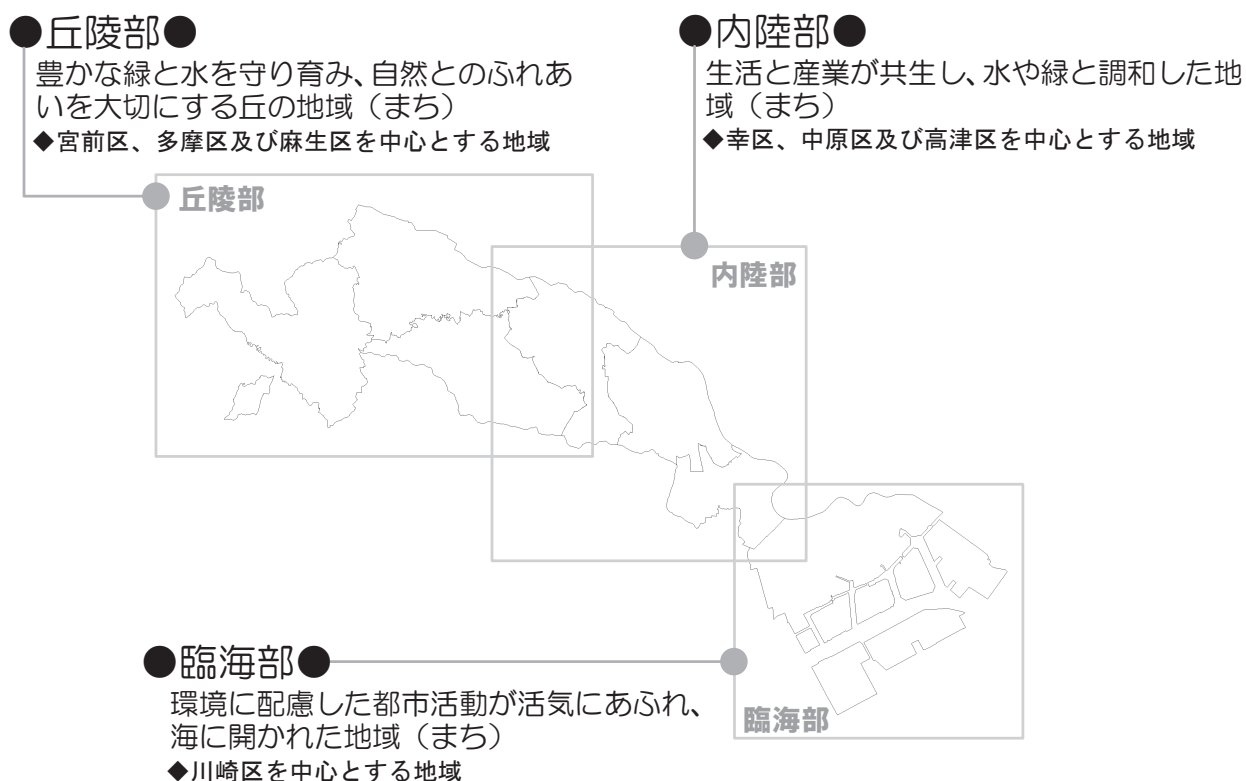 ●丘陵部●
豊かな緑と水を守り育み、自然とのふれあ
いを大切にする丘の地域（まち）
◆宮前区、多摩区及び麻生区を中心とする地域
●内陸部●
生活と産業が共生し、水や緑と調和した地
域（まち）
◆幸区、中原区及び高津区を中心とする地域
丘陵部
内陸部
●臨海部●
環境に配慮した都市活動が活気にあふれ、
海に開かれた地域（まち）
◆川崎区を中心とする地域
臨海部